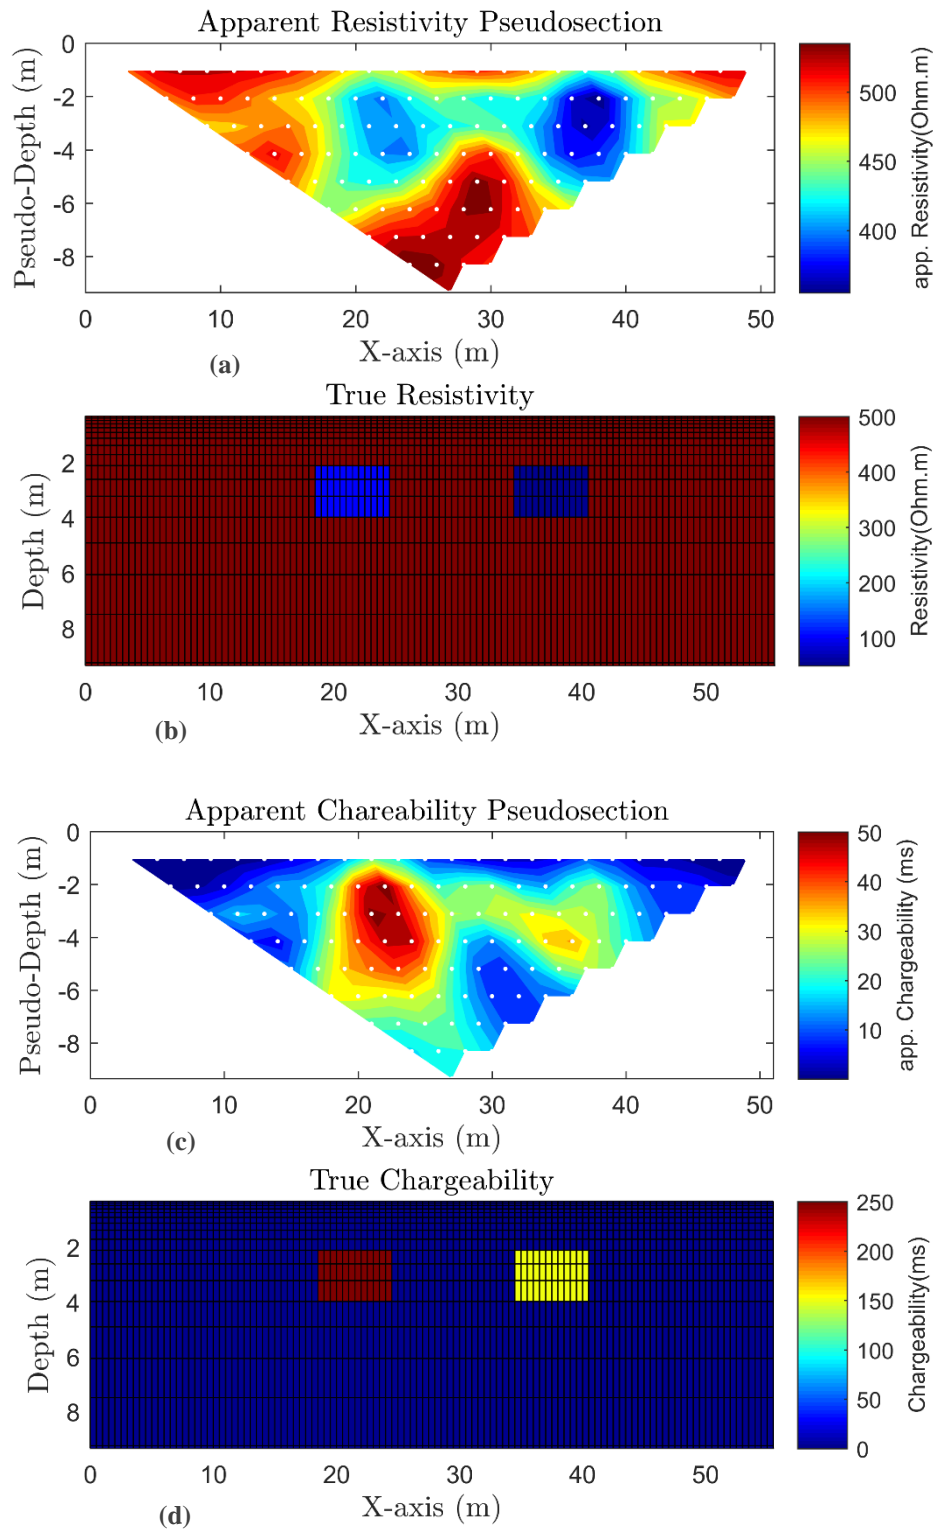 Apparent Resistivity Pseudosection
0
-2
-4
-6
-8
Pseudo-Depth (m)
0 10 20 30 40 50
X-axis (m)
(a)
500
450
400
app. Resistivity(Ohm.m)
True Resistivity
2
4
6
8
Depth (m)
0 10 20 30 40 50
X-axis (m)
(b)
500
400
300
200
100
Resistivity(Ohm.m)
Apparent Chareability Pseudosection
0
-2
-4
-6
-8
Pseudo-Depth (m)
0 10 20 30 40 50
X-axis (m)
(c)
50
40
30
20
10
app. Chargeability (ms)
True Chargeability
2
4
6
8
Depth (m)
0 10 20 30 40 50
X-axis (m)
(d)
250
200
150
100
50
0
Chargeability(ms)